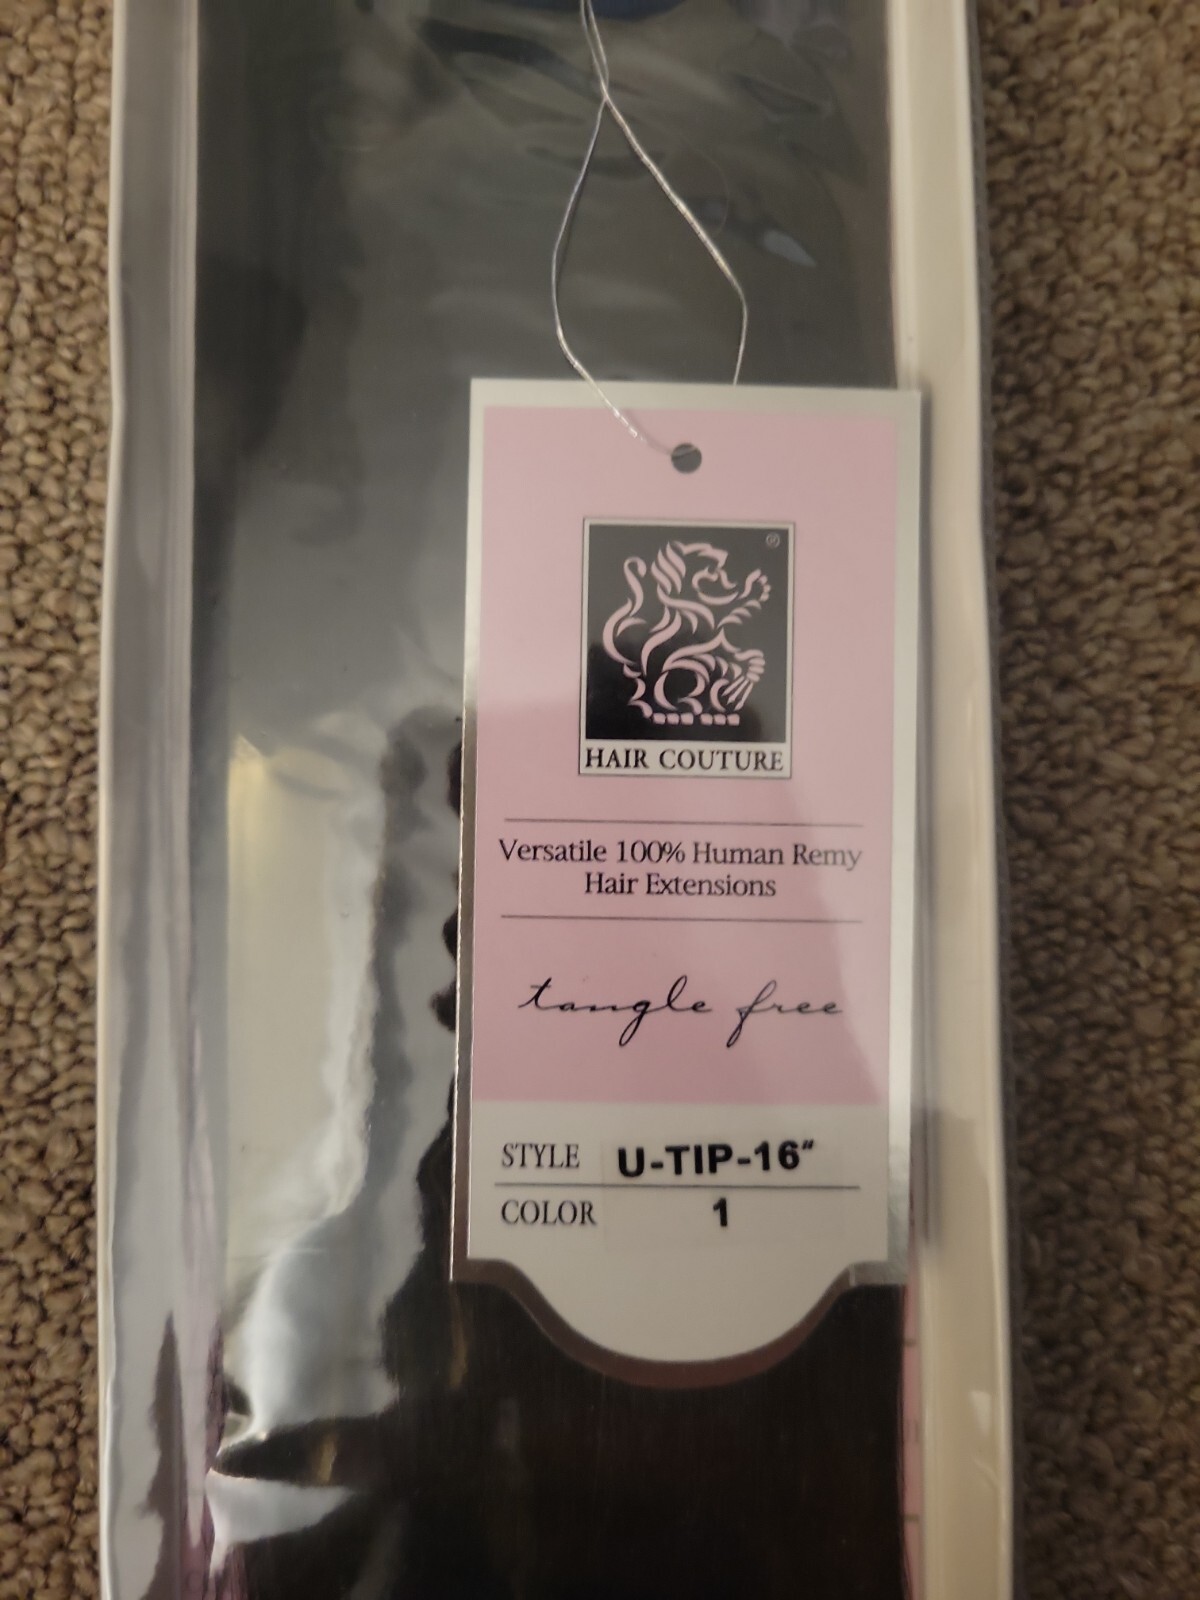 ®
HAIR COUTURE
Versatile 100% Human Remy
Hair Extensions
tangle free
STYLE U-TIP-16"
COLOR 1